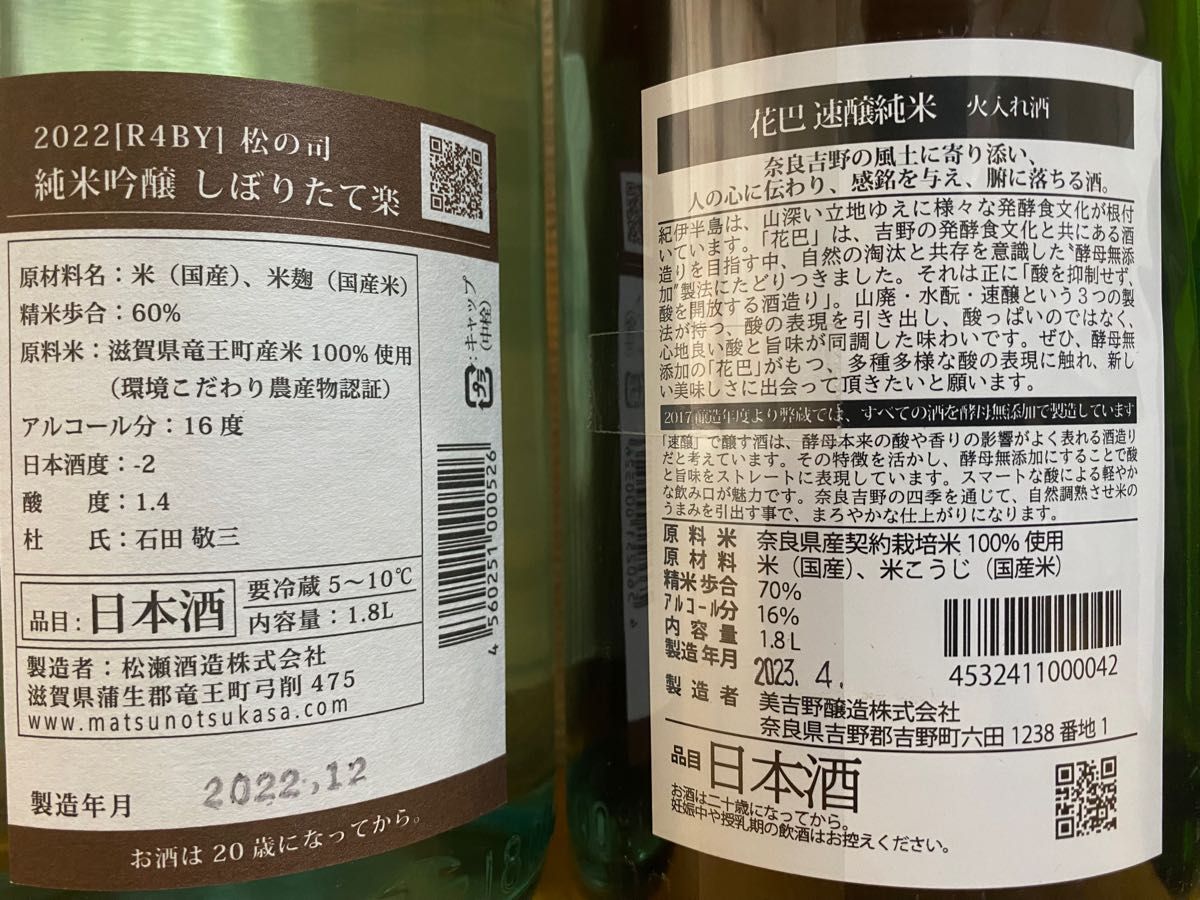 2022[R4BY] 松の司
純米吟醸 しぼりたて楽
原材料名：米（国産）、米麹（国産米）
精米歩合：60%
原料米：滋賀県竜王町産米100%使用
（環境こだわり農産物認証）
アルコール分：16度
日本酒度：-2
酸　　度：1.4
杜　　氏：石田 敬三
品目：日本酒
要冷蔵 5～10℃
内容量：1.8L
製造者：松瀬酒造株式会社
滋賀県蒲生郡竜王町弓削 475
www.matsunotsukasa.com
製造年月
2022.,12
お酒は20歳になってから。
プラ：キャップ
（中栓）
4 560251 000526
花巴 速醸純米　火入れ酒
奈良吉野の風土に寄り添い、
人の心に伝わり、感銘を与え、腑に落ちる酒。
紀伊半島は、山深い立地ゆえに様々な発酵食文化が根付
いています。「花巴」は、吉野の発酵食文化と共にある酒
造りを目指す中、自然の淘汰と共存を意識した〝酵母無添
加〟製法にたどりつきました。それは正に「酸を抑制せず、
酸を開放する酒造り」。山廃・水酛・速醸という3つの製
法が持つ、酸の表現を引き出し、酸っぱいのではなく、
心地良い酸と旨味が同調した味わいです。ぜひ、酵母無
添加の「花巴」がもつ、多種多様な酸の表現に触れ、新し
い美味しさに出会って頂きたいと願います。
2017醸造年度より弊蔵では、すべての酒を酵母無添加で製造しています
「速醸」で醸す酒は、酵母本来の酸や香りの影響がよく表れる酒造り
だと考えています。その特徴を活かし、酵母無添加にすることで酸
と旨味をストレートに表現しています。スマートな酸による軽やか
な飲み口が魅力です。奈良吉野の四季を通じて、自然調熟させ米の
うまみを引出す事で、まろやかな仕上がりになります。
原料米　奈良県産契約栽培米100%使用
原材料　米（国産）、米こうじ（国産米）
精米歩合　70%
アルコール分　16%
内容量　1.8L
製造年月　2023.4.
製造者　美吉野醸造株式会社
奈良県吉野郡吉野町六田1238番地1
4532411000042
品目 日本酒
お酒は二十歳になってから。
妊娠中や授乳期の飲酒はお控えください。